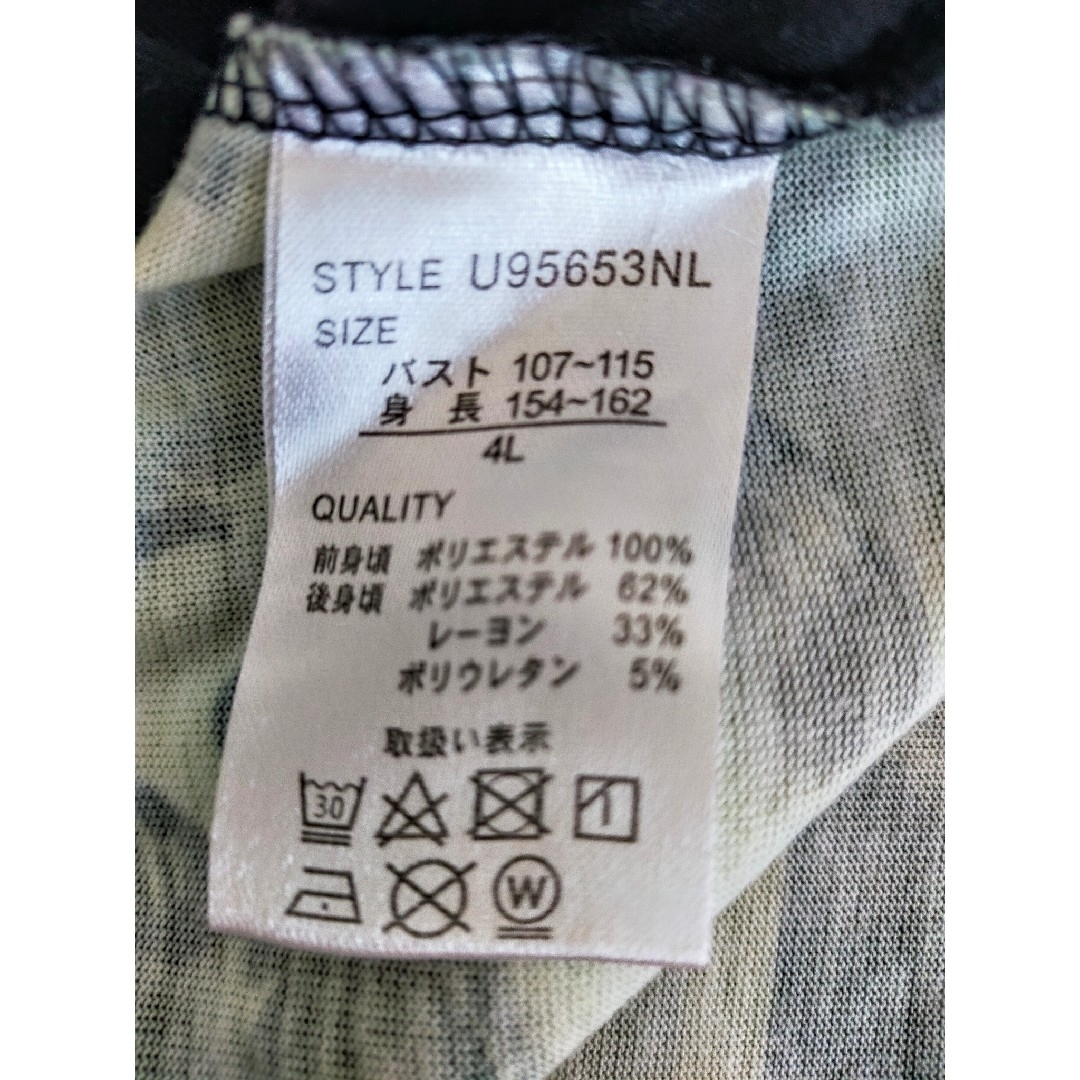 STYLE U95653NL
SIZE
バスト 107~115
身 長 154~162
4L
QUALITY
前身頃 ポリエステル 100%
後身頃 ポリエステル 62%
レーヨン 33%
ポリウレタン 5%
取扱い表示
30
W